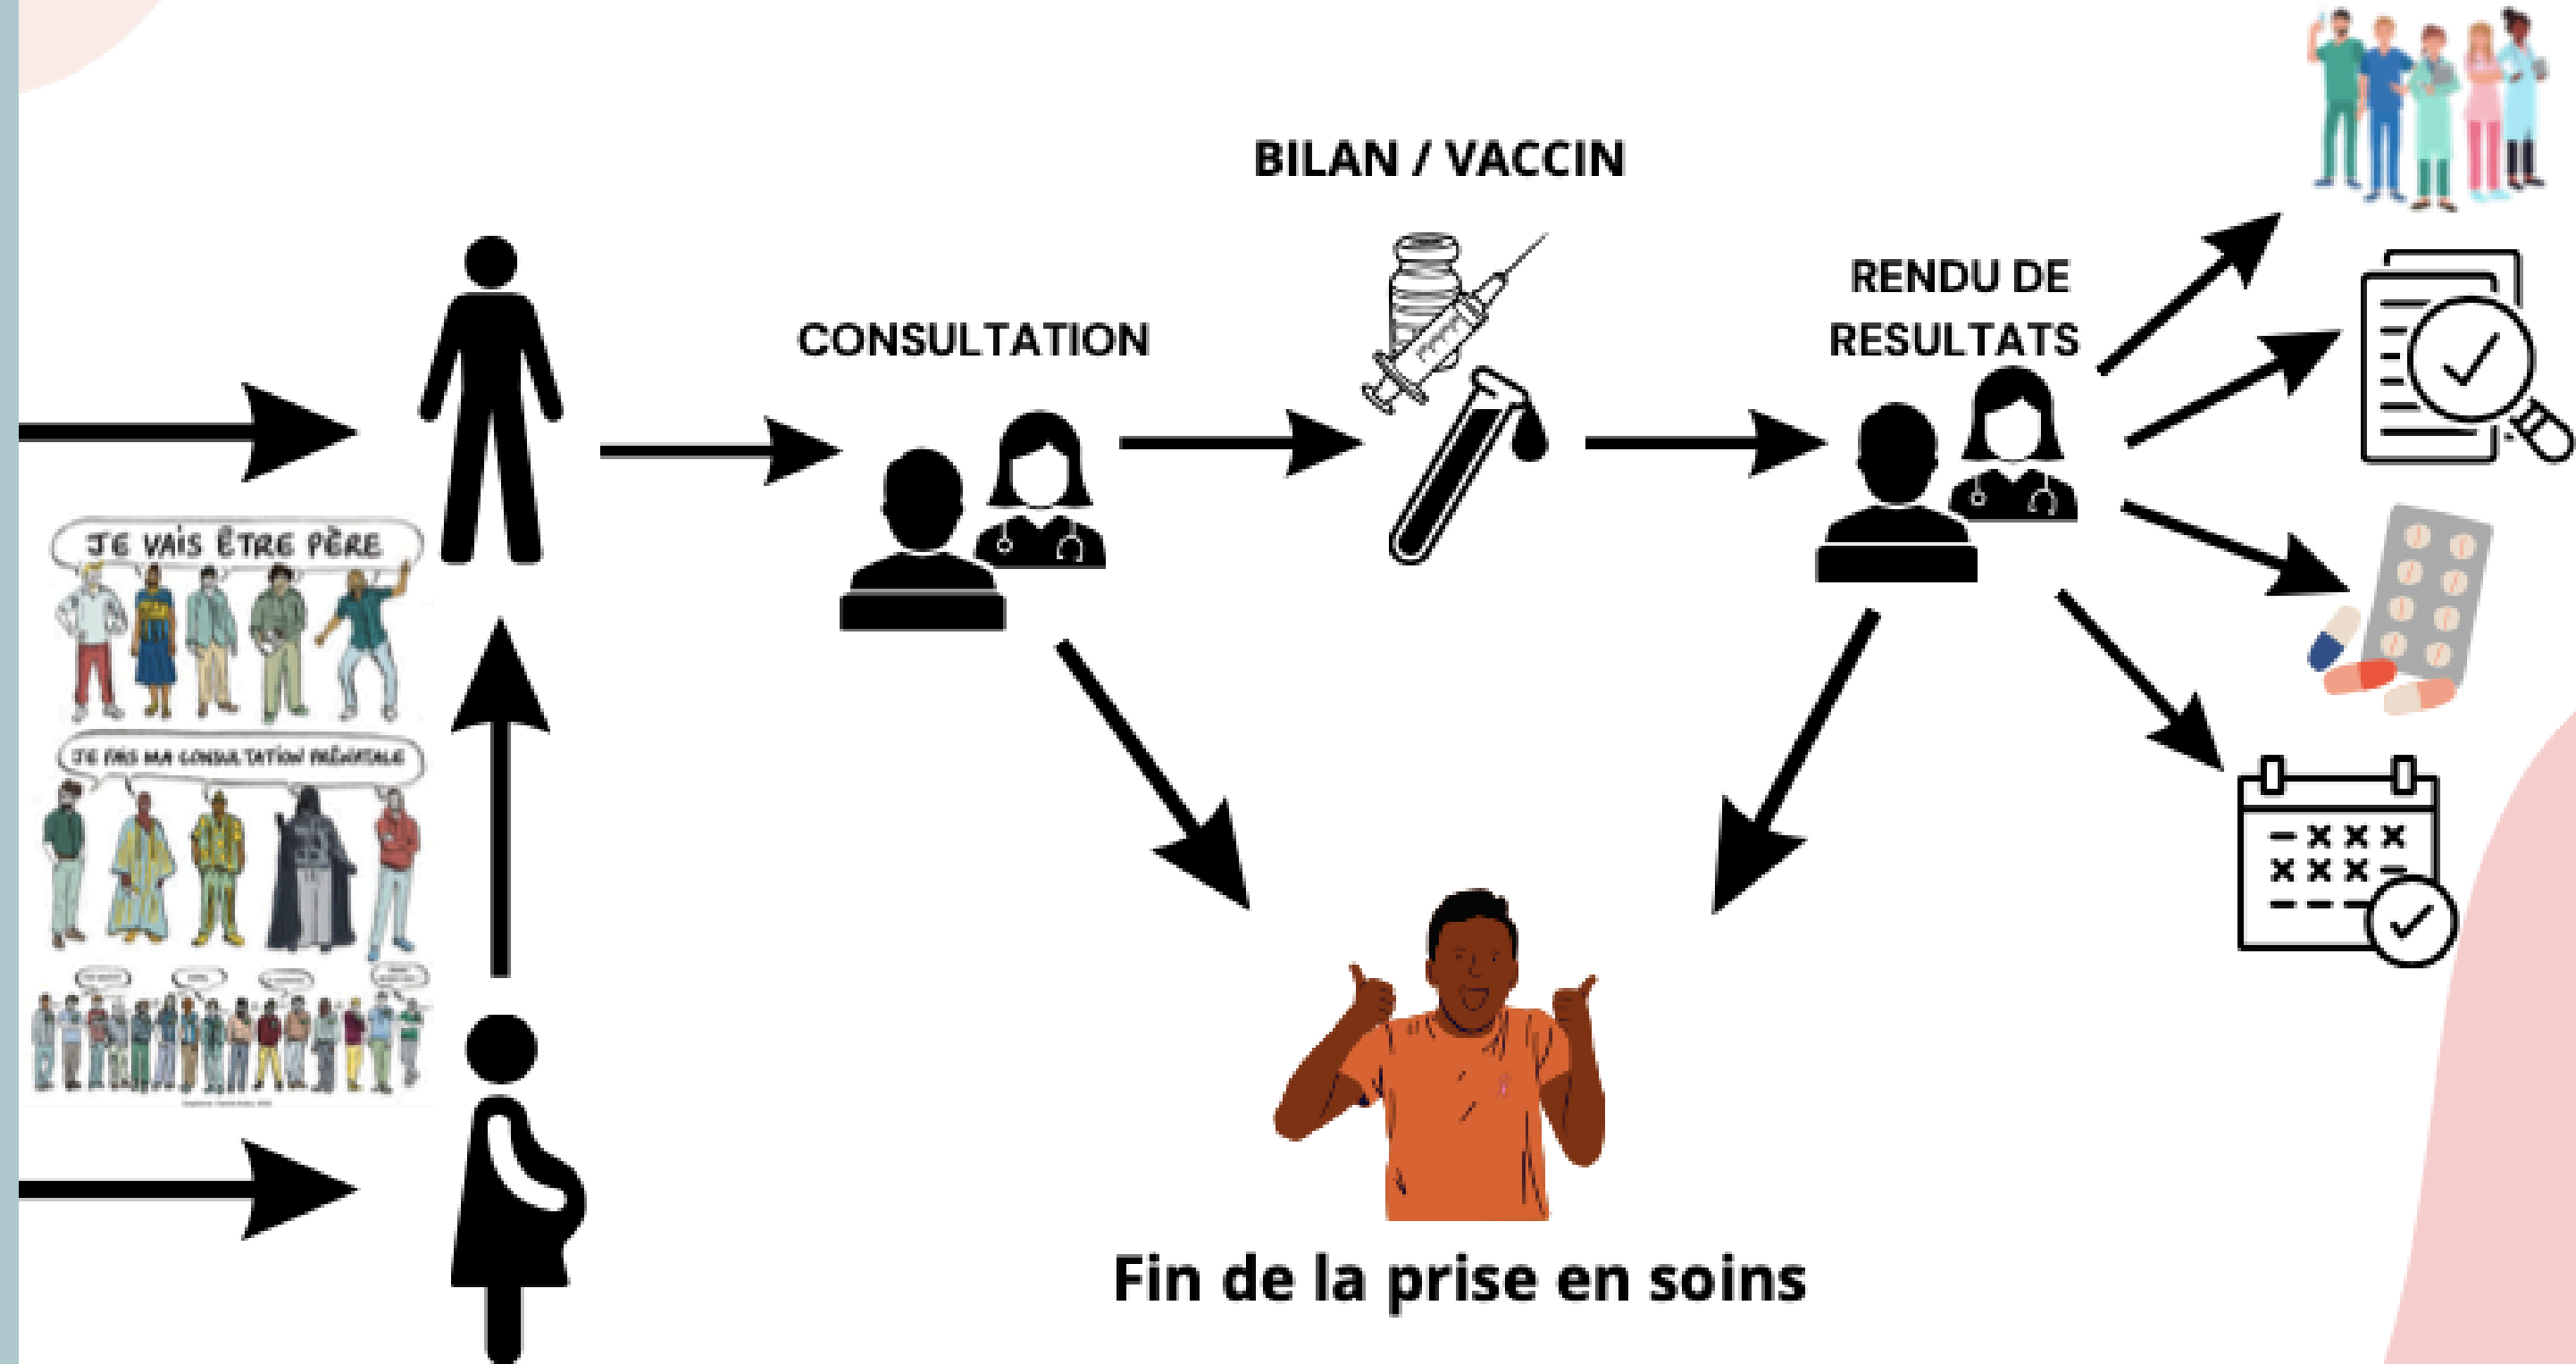 BILAN / VACCIN
RENDU DE
RESULTATS
CONSULTATION
JE VAIS ÊTRE PÈRE
JE FAIS MA CONSULTATION PRÉNATALE
Fin de la prise en soins